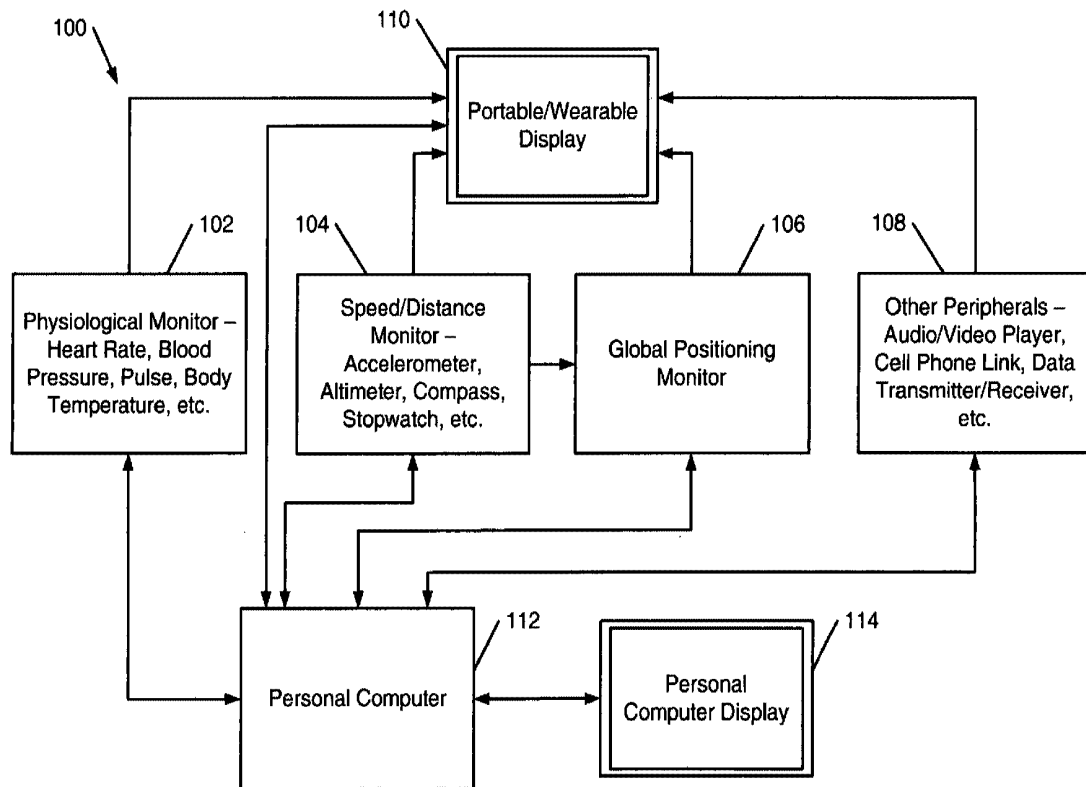 100
110
Portable/Wearable
Display
102
104
106
108
Physiological Monitor –
Heart Rate, Blood
Pressure, Pulse, Body
Temperature, etc.
Speed/Distance
Monitor –
Accelerometer,
Altimeter, Compass,
Stopwatch, etc.
Global Positioning
Monitor
Other Peripherals –
Audio/Video Player,
Cell Phone Link, Data
Transmitter/Receiver,
etc.
112
114
Personal Computer
Personal
Computer Display